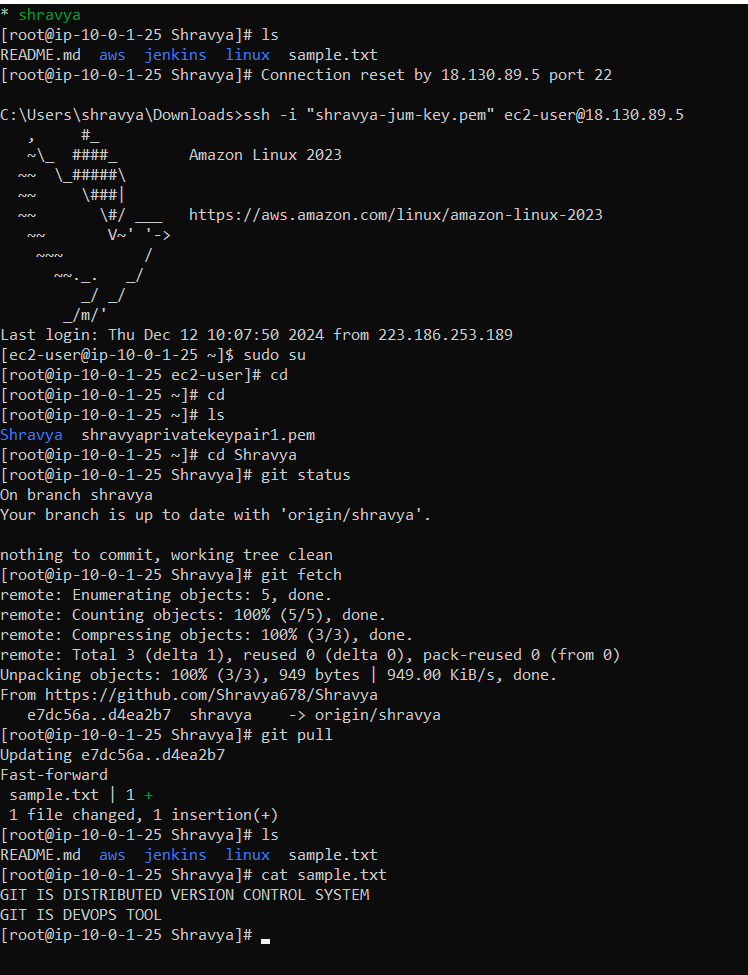 * shravya
[root@ip-10-0-1-25 Shravya]# ls
README.md  aws  jenkins  linux  sample.txt
[root@ip-10-0-1-25 Shravya]# Connection reset by 18.130.89.5 port 22

C:\Users\shravya\Downloads>ssh -i "shravya-jum-key.pem" ec2-user@18.130.89.5
   ,     #_
   ~\_  ####_        Amazon Linux 2023
  ~~  \_#####\
  ~~     \###|
  ~~       \#/ ___   https://aws.amazon.com/linux/amazon-linux-2023
   ~~       V~' '->
    ~~~         /
      ~~._.   _/
         _/ _/
       _/m/'
Last login: Thu Dec 12 10:07:50 2024 from 223.186.253.189
[ec2-user@ip-10-0-1-25 ~]$ sudo su
[root@ip-10-0-1-25 ec2-user]# cd
[root@ip-10-0-1-25 ~]# cd
[root@ip-10-0-1-25 ~]# ls
Shravya  shravyaprivatekeypair1.pem
[root@ip-10-0-1-25 ~]# cd Shravya
[root@ip-10-0-1-25 Shravya]# git status
On branch shravya
Your branch is up to date with 'origin/shravya'.

nothing to commit, working tree clean
[root@ip-10-0-1-25 Shravya]# git fetch
remote: Enumerating objects: 5, done.
remote: Counting objects: 100% (5/5), done.
remote: Compressing objects: 100% (3/3), done.
remote: Total 3 (delta 1), reused 0 (delta 0), pack-reused 0 (from 0)
Unpacking objects: 100% (3/3), 949 bytes | 949.00 KiB/s, done.
From https://github.com/Shravya678/Shravya
   e7dc56a..d4ea2b7  shravya    -> origin/shravya
[root@ip-10-0-1-25 Shravya]# git pull
Updating e7dc56a..d4ea2b7
Fast-forward
 sample.txt | 1 +
 1 file changed, 1 insertion(+)
[root@ip-10-0-1-25 Shravya]# ls
README.md  aws  jenkins  linux  sample.txt
[root@ip-10-0-1-25 Shravya]# cat sample.txt
GIT IS DISTRIBUTED VERSION CONTROL SYSTEM
GIT IS DEVOPS TOOL
[root@ip-10-0-1-25 Shravya]#